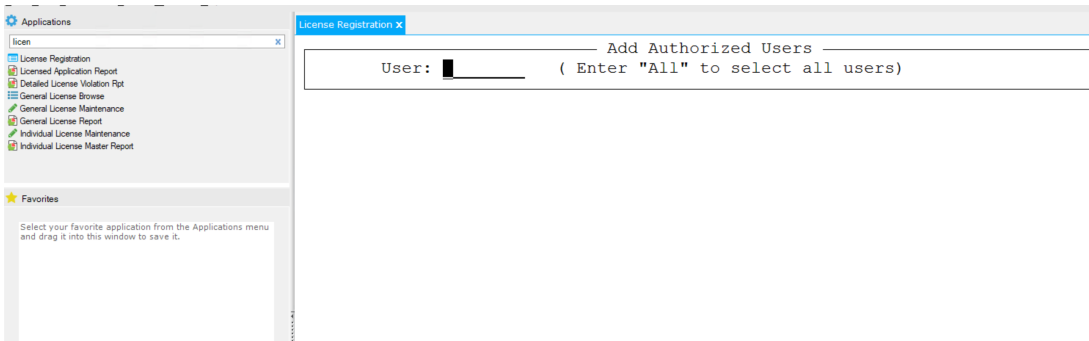 Applications
licen x
License Registration
Licensed Application Report
Detailed License Violation Rpt
General License Browse
General License Maintenance
General License Report
Individual License Maintenance
Individual License Master Report
Favorites
Select your favorite application from the Applications menu
and drag it into this window to save it.
License Registration x
Add Authorized Users
User: ( Enter "All" to select all users)